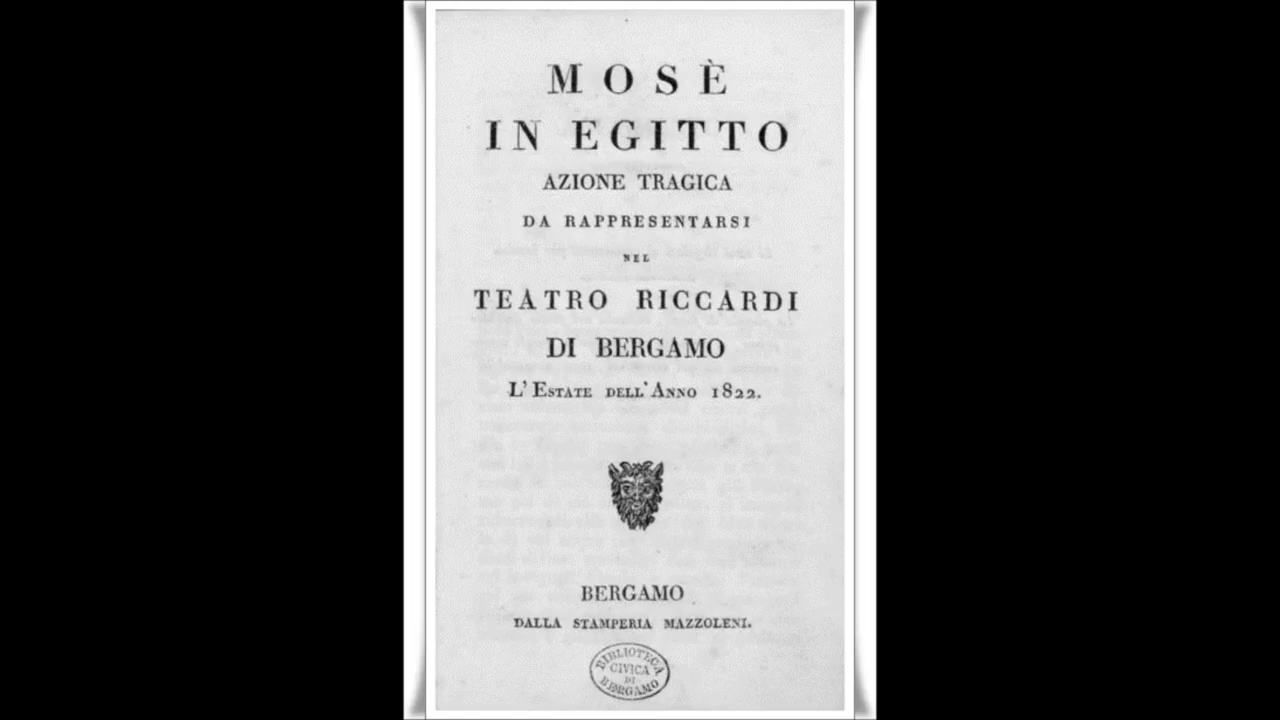 MOSÈ
IN EGITTO
AZIONE TRAGICA
DA RAPPRESENTARSI
NEL
TEATRO RICCARDI
DI BERGAMO
L'ESTATE DELL'ANNO 1822.
BERGAMO
DALLA STAMPERIA MAZZOLENI.
BIBLIOTECA
CIVICA
DI
BERGAMO